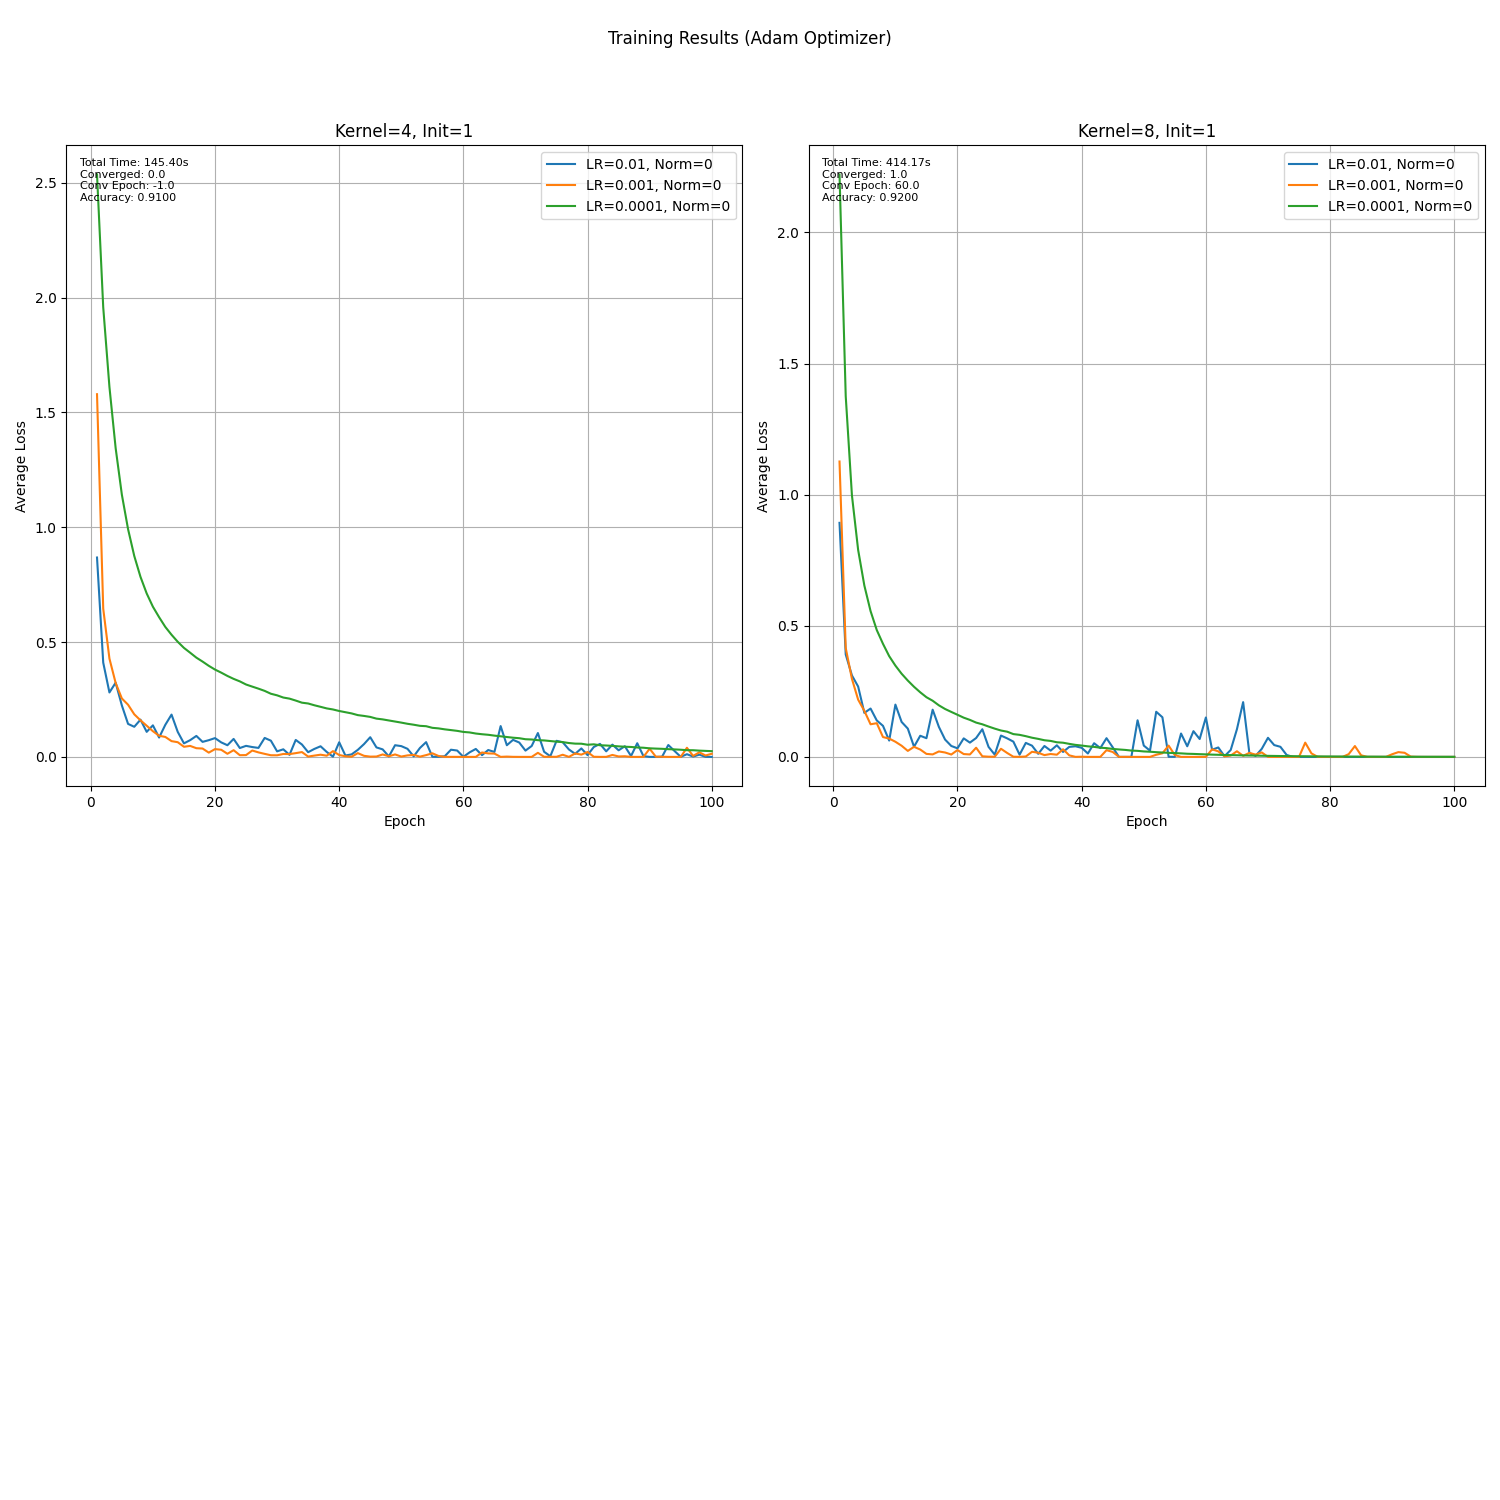 Training Results (Adam Optimizer)
Kernel=4, Init=1
Total Time: 145.40s
Converged: 0.0
Conv Epoch: -1.0
Accuracy: 0.9100
LR=0.01, Norm=0
LR=0.001, Norm=0
LR=0.0001, Norm=0
2.5
2.0
1.5
1.0
0.5
0.0
Average Loss
0 20 40 60 80 100
Epoch
Kernel=8, Init=1
Total Time: 414.17s
Converged: 1.0
Conv Epoch: 60.0
Accuracy: 0.9200
LR=0.01, Norm=0
LR=0.001, Norm=0
LR=0.0001, Norm=0
2.0
1.5
1.0
0.5
0.0
Average Loss
0 20 40 60 80 100
Epoch